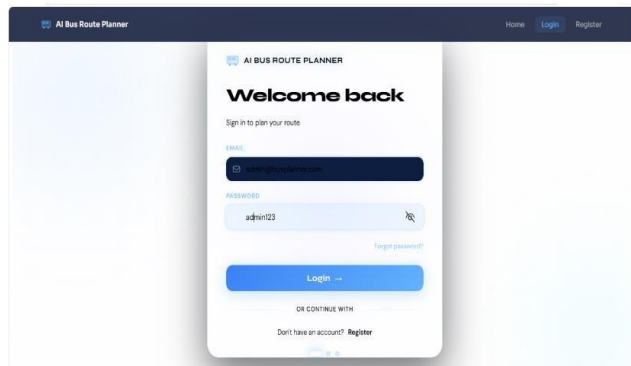 AI Bus Route Planner
Home Login Register
AI BUS ROUTE PLANNER
Welcome back
Sign in to plan your route
EMAIL
PASSWORD
admin123
Forgot password?
Login →
OR CONTINUE WITH
Don't have an account? Register